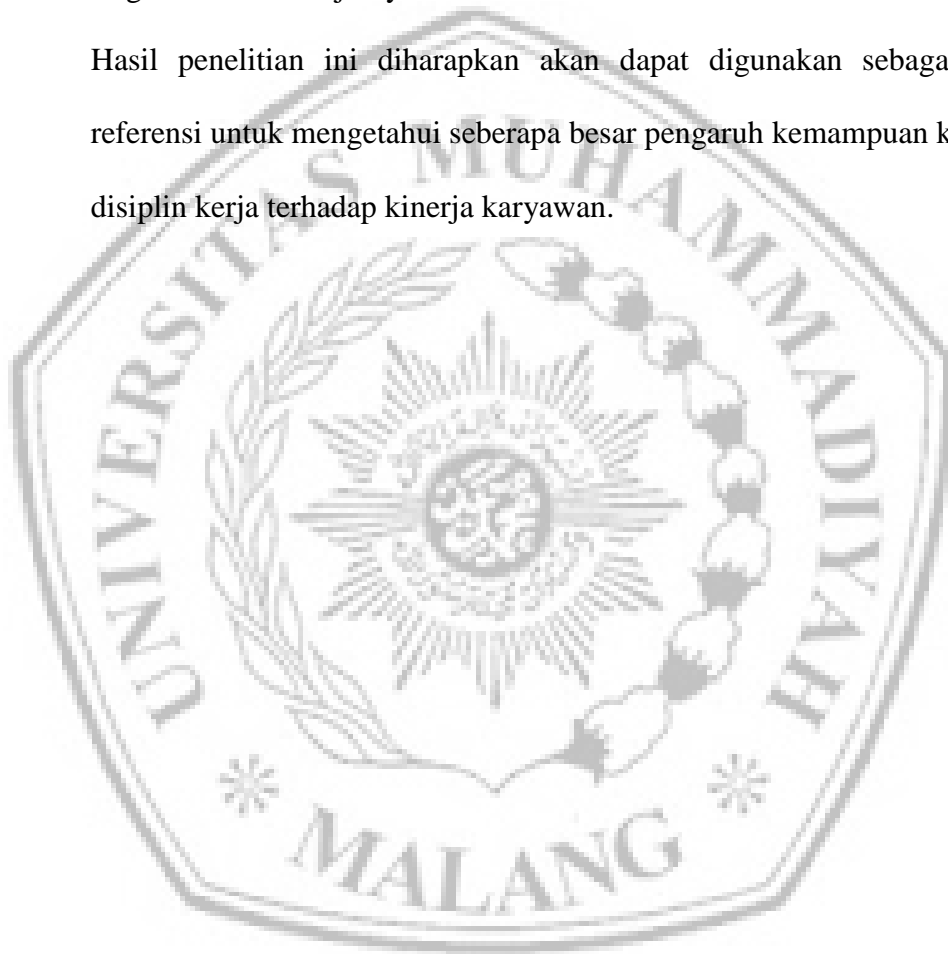 Hasil penelitian ini diharapkan akan dapat digunakan sebaga
referensi untuk mengetahui seberapa besar pengaruh kemampuan k
disiplin kerja terhadap kinerja karyawan.
UNIVERSITAS MUHAMMADIYAH
MALANG